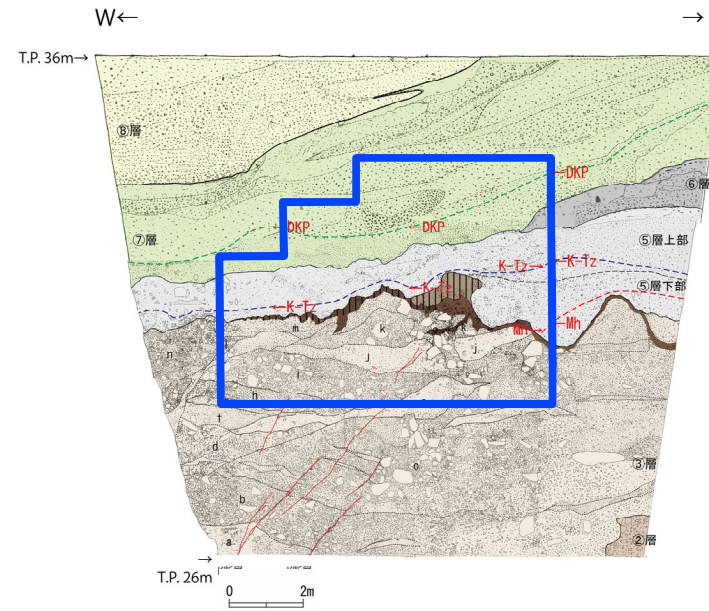 W← →
T.P. 36m→
⑧層
←DKP
⑥層
←DKP ←DKP
⑦層 ⑤層上部
K-Tz→ ←K-Tz
⑤層下部
←K-Tz
←K-Tz
Mh→ ←Mh
m k
n j j
i
h
f
d
o ③層
b
a ②層
→
T.P. 26m
0 2m